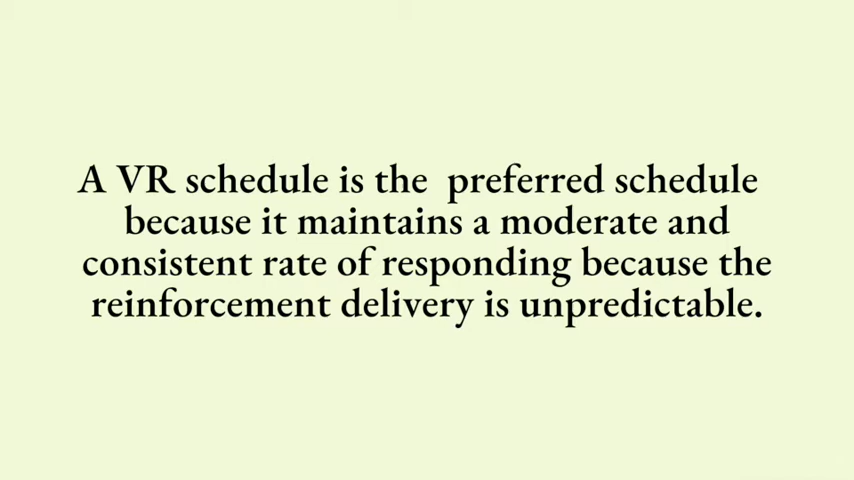 A VR schedule is the  preferred schedule
because it maintains a moderate and
consistent rate of responding because the
reinforcement delivery is unpredictable.